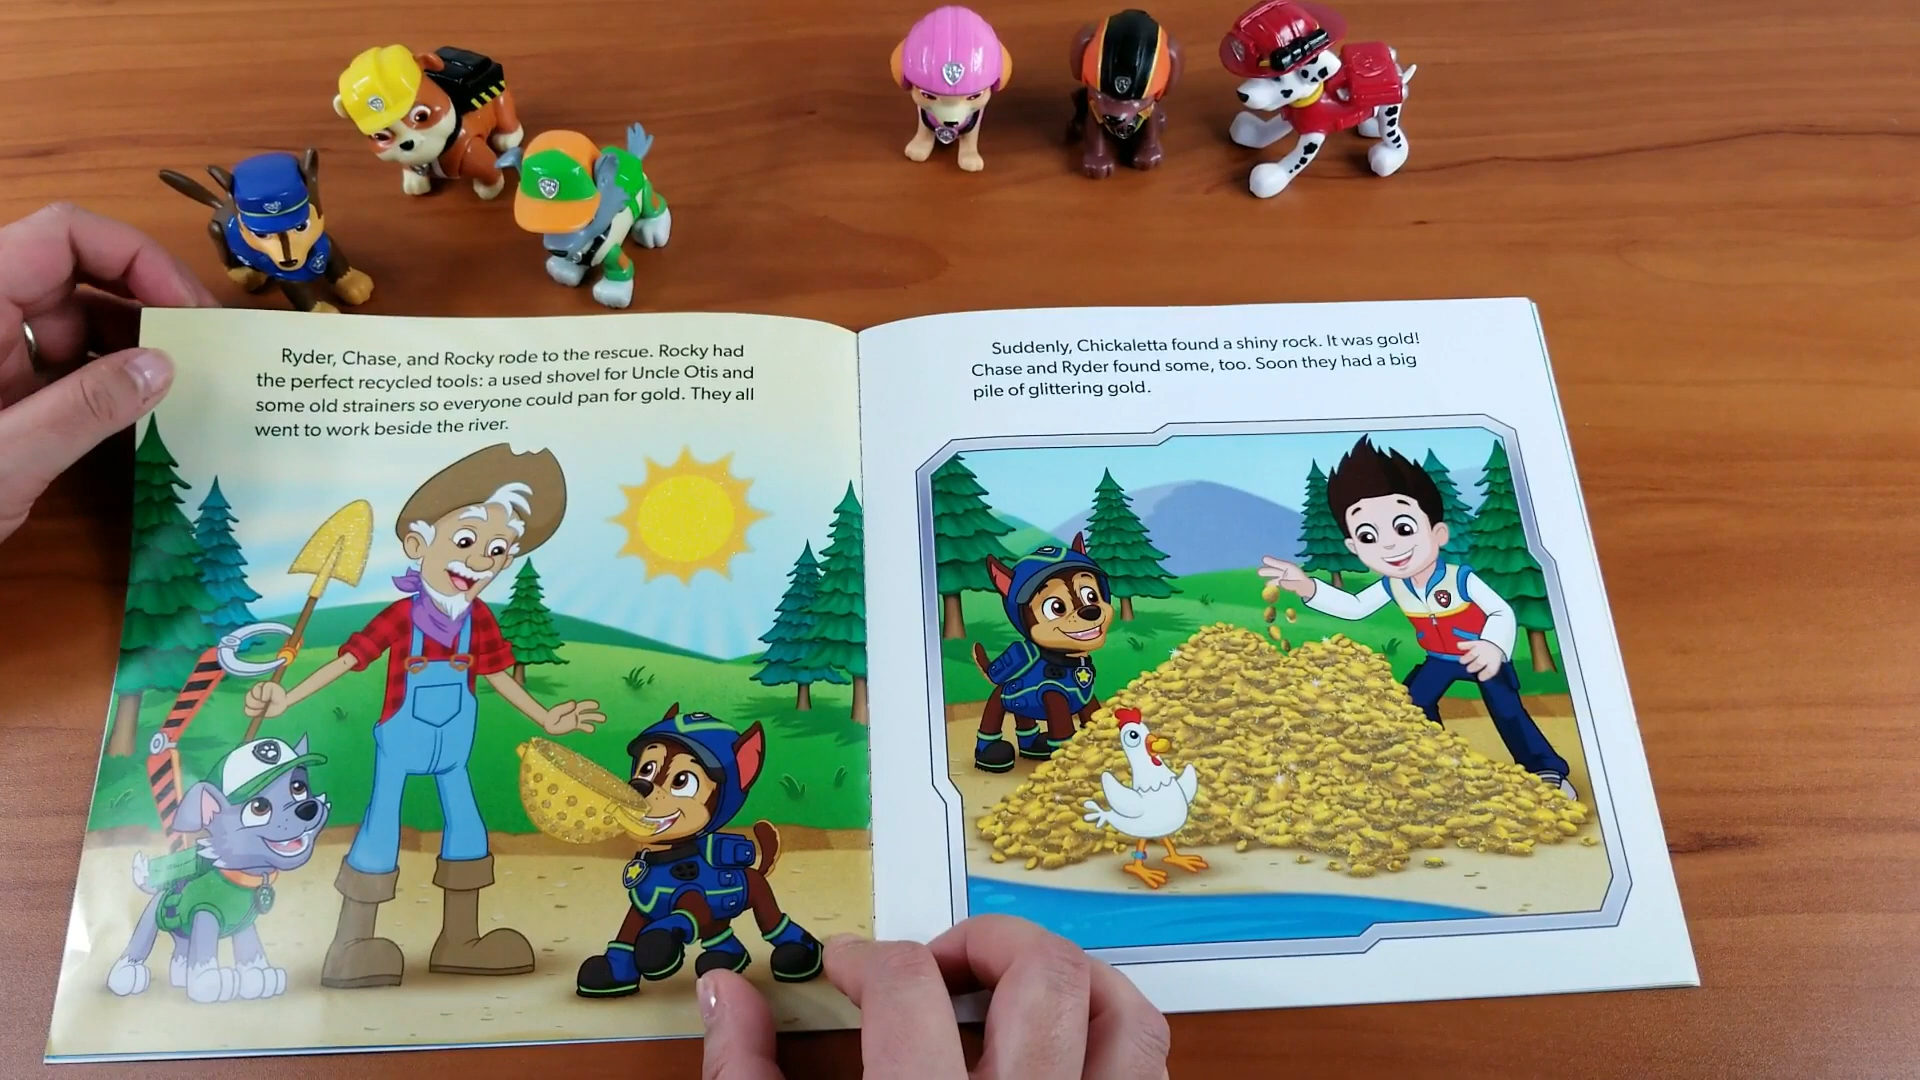 Ryder, Chase, and Rocky rode to the rescue. Rocky had
the perfect recycled tools: a used shovel for Uncle Otis and
some old strainers so everyone could pan for gold. They all
went to work beside the river.
Suddenly, Chickaletta found a shiny rock. It was gold!
Chase and Ryder found some, too. Soon they had a big
pile of glittering gold.